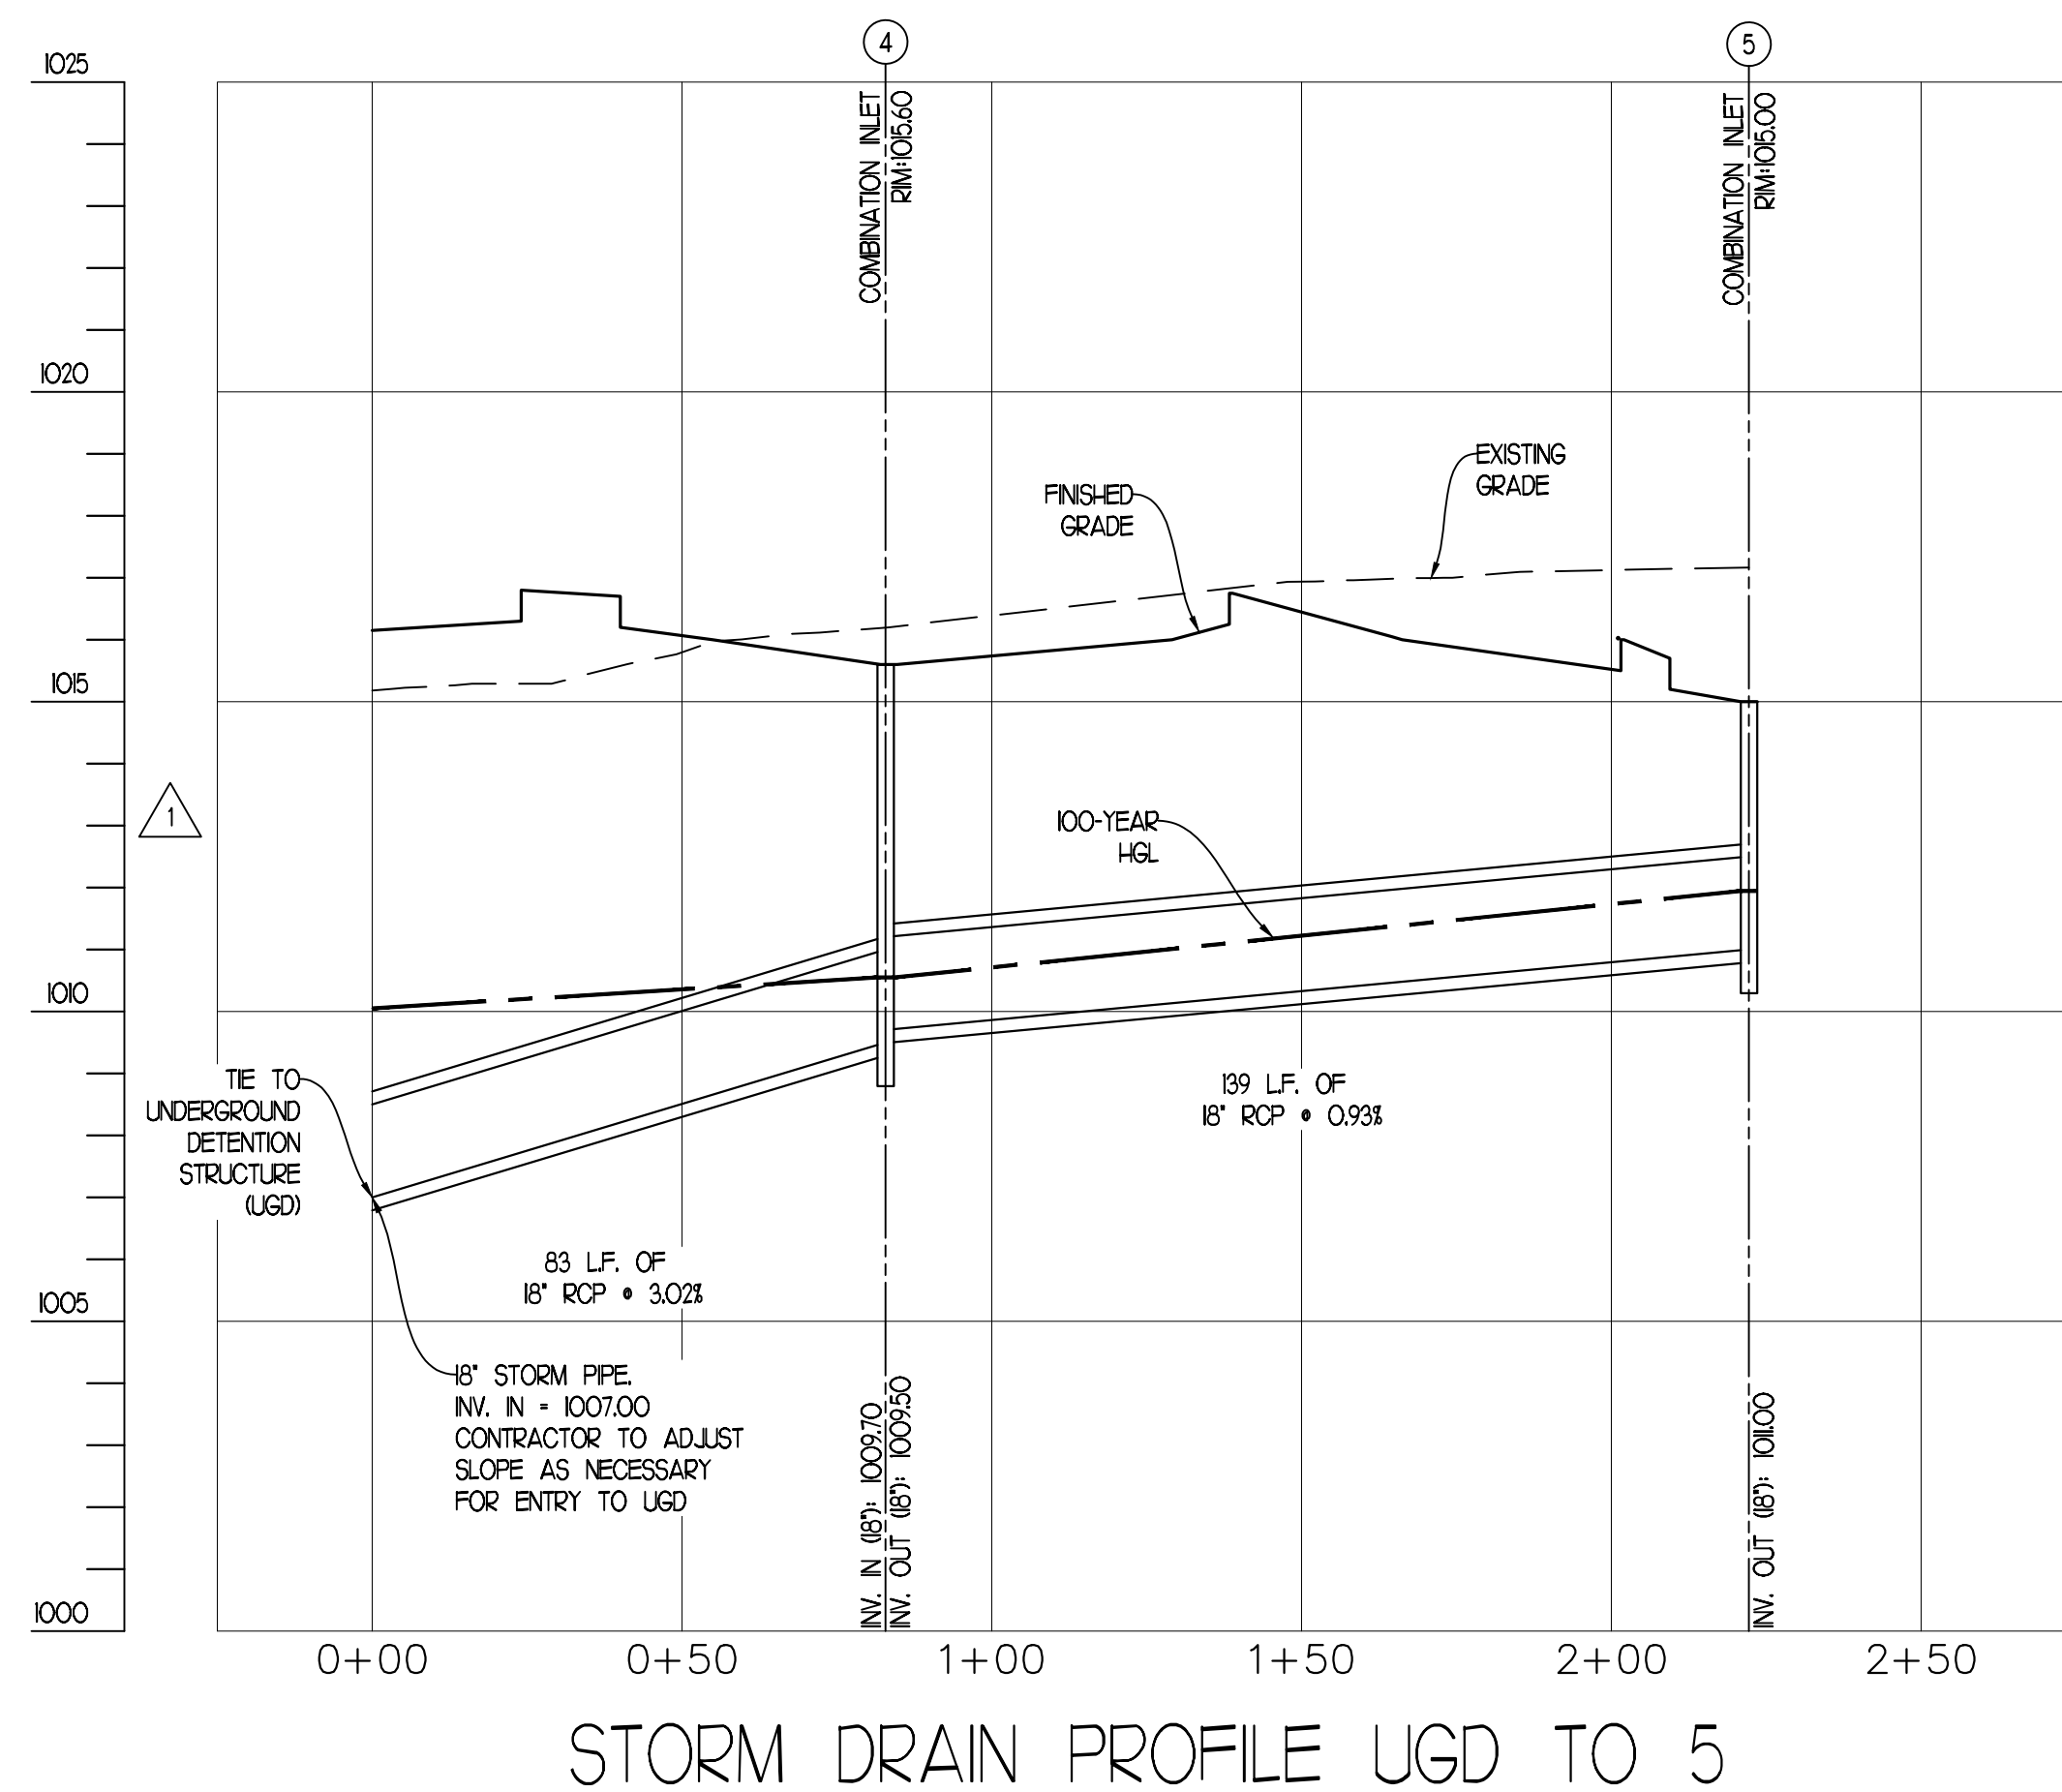 4
5
1025
1020
1015
1010
1005
1000
1
COMBINATION INLET
RIM:1015.60
COMBINATION INLET
RIM:1015.00
EXISTING
GRADE
FINISHED
GRADE
100-YEAR
HGL
TIE TO
UNDERGROUND
DETENTION
STRUCTURE
(UGD)
139 L.F. OF
18" RCP @ 0.93%
83 L.F. OF
18" RCP @ 3.02%
18" STORM PIPE.
INV. IN = 1007.00
CONTRACTOR TO ADJUST
SLOPE AS NECESSARY
FOR ENTRY TO UGD
INV. IN (18"): 1009.70
INV. OUT (18"): 1009.50
INV. OUT (18"): 1011.00
0+00
0+50
1+00
1+50
2+00
2+50
STORM DRAIN PROFILE UGD TO 5